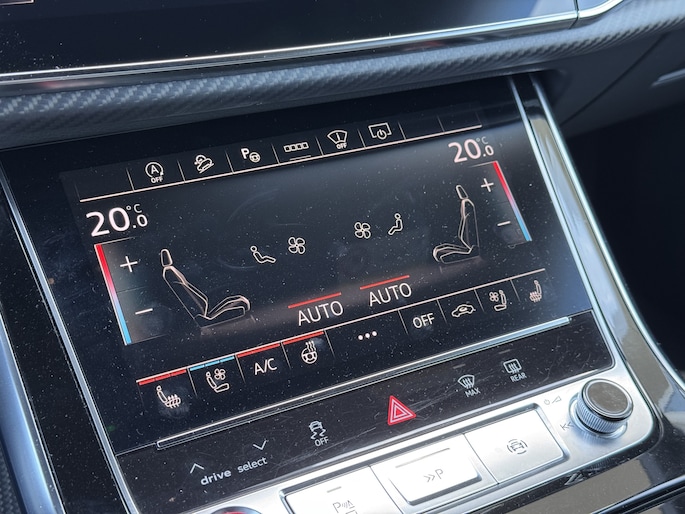 A
OFF
P
OFF
20.0 °C
20.0 °C
+
−
+
−
AUTO
AUTO
A/C
OFF
drive select
OFF
MAX
REAR
P
>>P